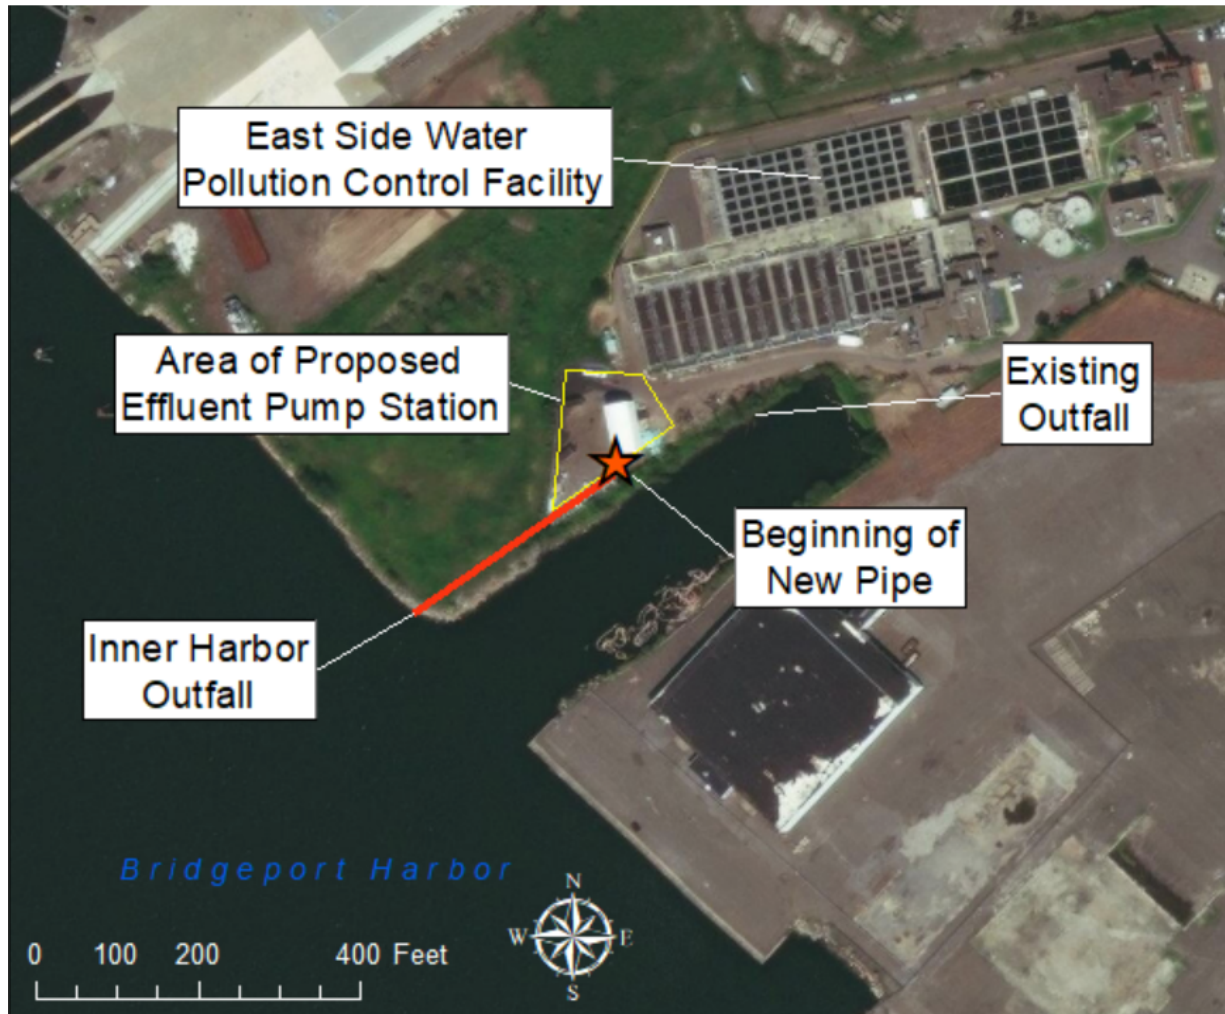 East Side Water
Pollution Control Facility
Area of Proposed
Effluent Pump Station
Existing
Outfall
Beginning of
New Pipe
Inner Harbor
Outfall
Bridgeport Harbor
N
W E
S
0 100 200 400 Feet